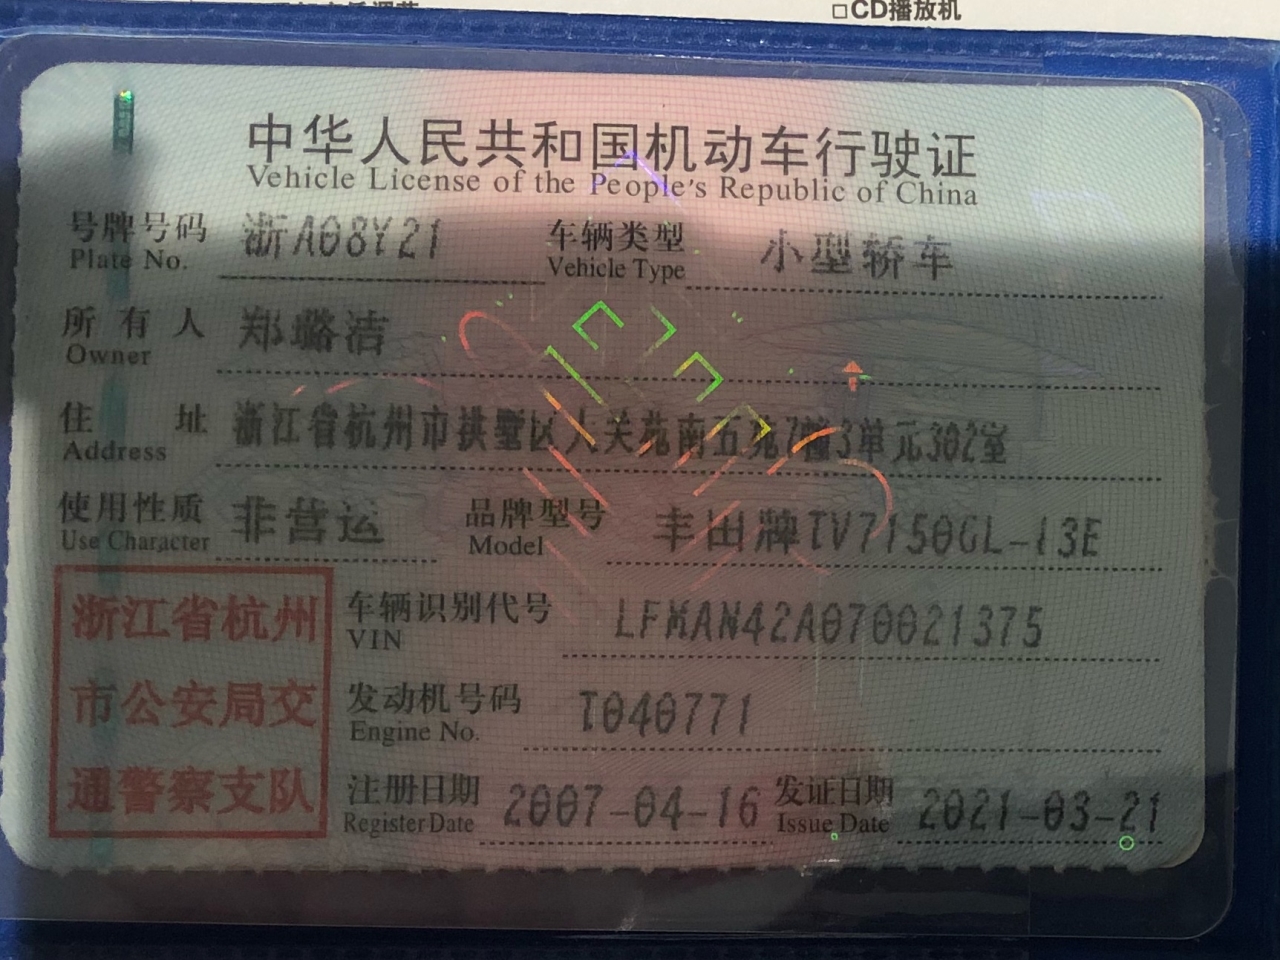 □CD播放机
中华人民共和国机动车行驶证
Vehicle License of the People's Republic of China
号牌号码 浙A08Y21 车辆类型 小型轿车
Plate No. Vehicle Type
所有人 郑璐洁
Owner
住址 浙江省杭州市拱墅区大关苑南五苑7幢3单元302室
Address
使用性质 非营运 品牌型号 丰田牌TV7150GL-I3E
Use Character Model
浙江省杭州
市公安局交
通警察支队
车辆识别代号 LFMAN42A070021375
VIN
发动机号码 T040771
Engine No.
注册日期 2007-04-16 发证日期 2021-03-21
Register Date Issue Date